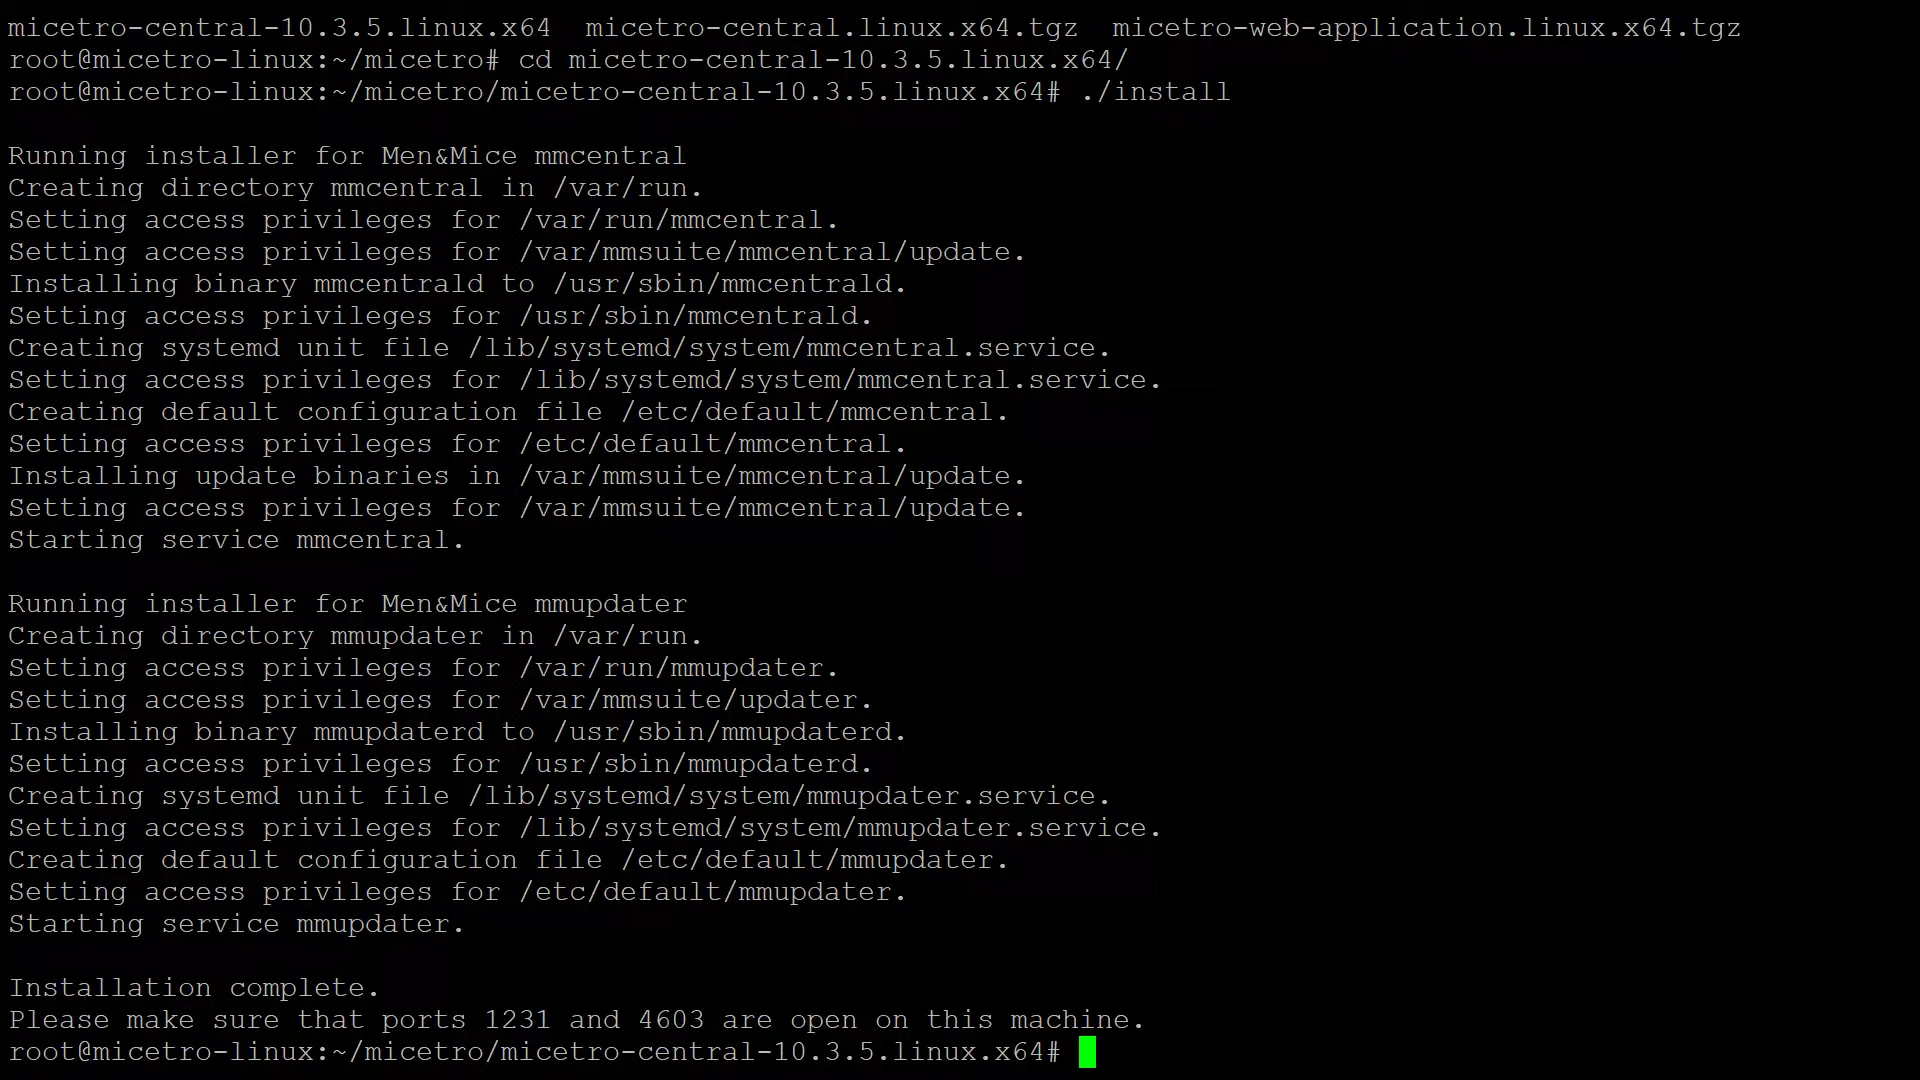 micetro-central-10.3.5.linux.x64  micetro-central.linux.x64.tgz  micetro-web-application.linux.x64.tgz
root@micetro-linux:~/micetro# cd micetro-central-10.3.5.linux.x64/
root@micetro-linux:~/micetro/micetro-central-10.3.5.linux.x64# ./install

Running installer for Men&Mice mmcentral
Creating directory mmcentral in /var/run.
Setting access privileges for /var/run/mmcentral.
Setting access privileges for /var/mmsuite/mmcentral/update.
Installing binary mmcentrald to /usr/sbin/mmcentrald.
Setting access privileges for /usr/sbin/mmcentrald.
Creating systemd unit file /lib/systemd/system/mmcentral.service.
Setting access privileges for /lib/systemd/system/mmcentral.service.
Creating default configuration file /etc/default/mmcentral.
Setting access privileges for /etc/default/mmcentral.
Installing update binaries in /var/mmsuite/mmcentral/update.
Setting access privileges for /var/mmsuite/mmcentral/update.
Starting service mmcentral.

Running installer for Men&Mice mmupdater
Creating directory mmupdater in /var/run.
Setting access privileges for /var/run/mmupdater.
Setting access privileges for /var/mmsuite/updater.
Installing binary mmupdaterd to /usr/sbin/mmupdaterd.
Setting access privileges for /usr/sbin/mmupdaterd.
Creating systemd unit file /lib/systemd/system/mmupdater.service.
Setting access privileges for /lib/systemd/system/mmupdater.service.
Creating default configuration file /etc/default/mmupdater.
Setting access privileges for /etc/default/mmupdater.
Starting service mmupdater.

Installation complete.
Please make sure that ports 1231 and 4603 are open on this machine.
root@micetro-linux:~/micetro/micetro-central-10.3.5.linux.x64#